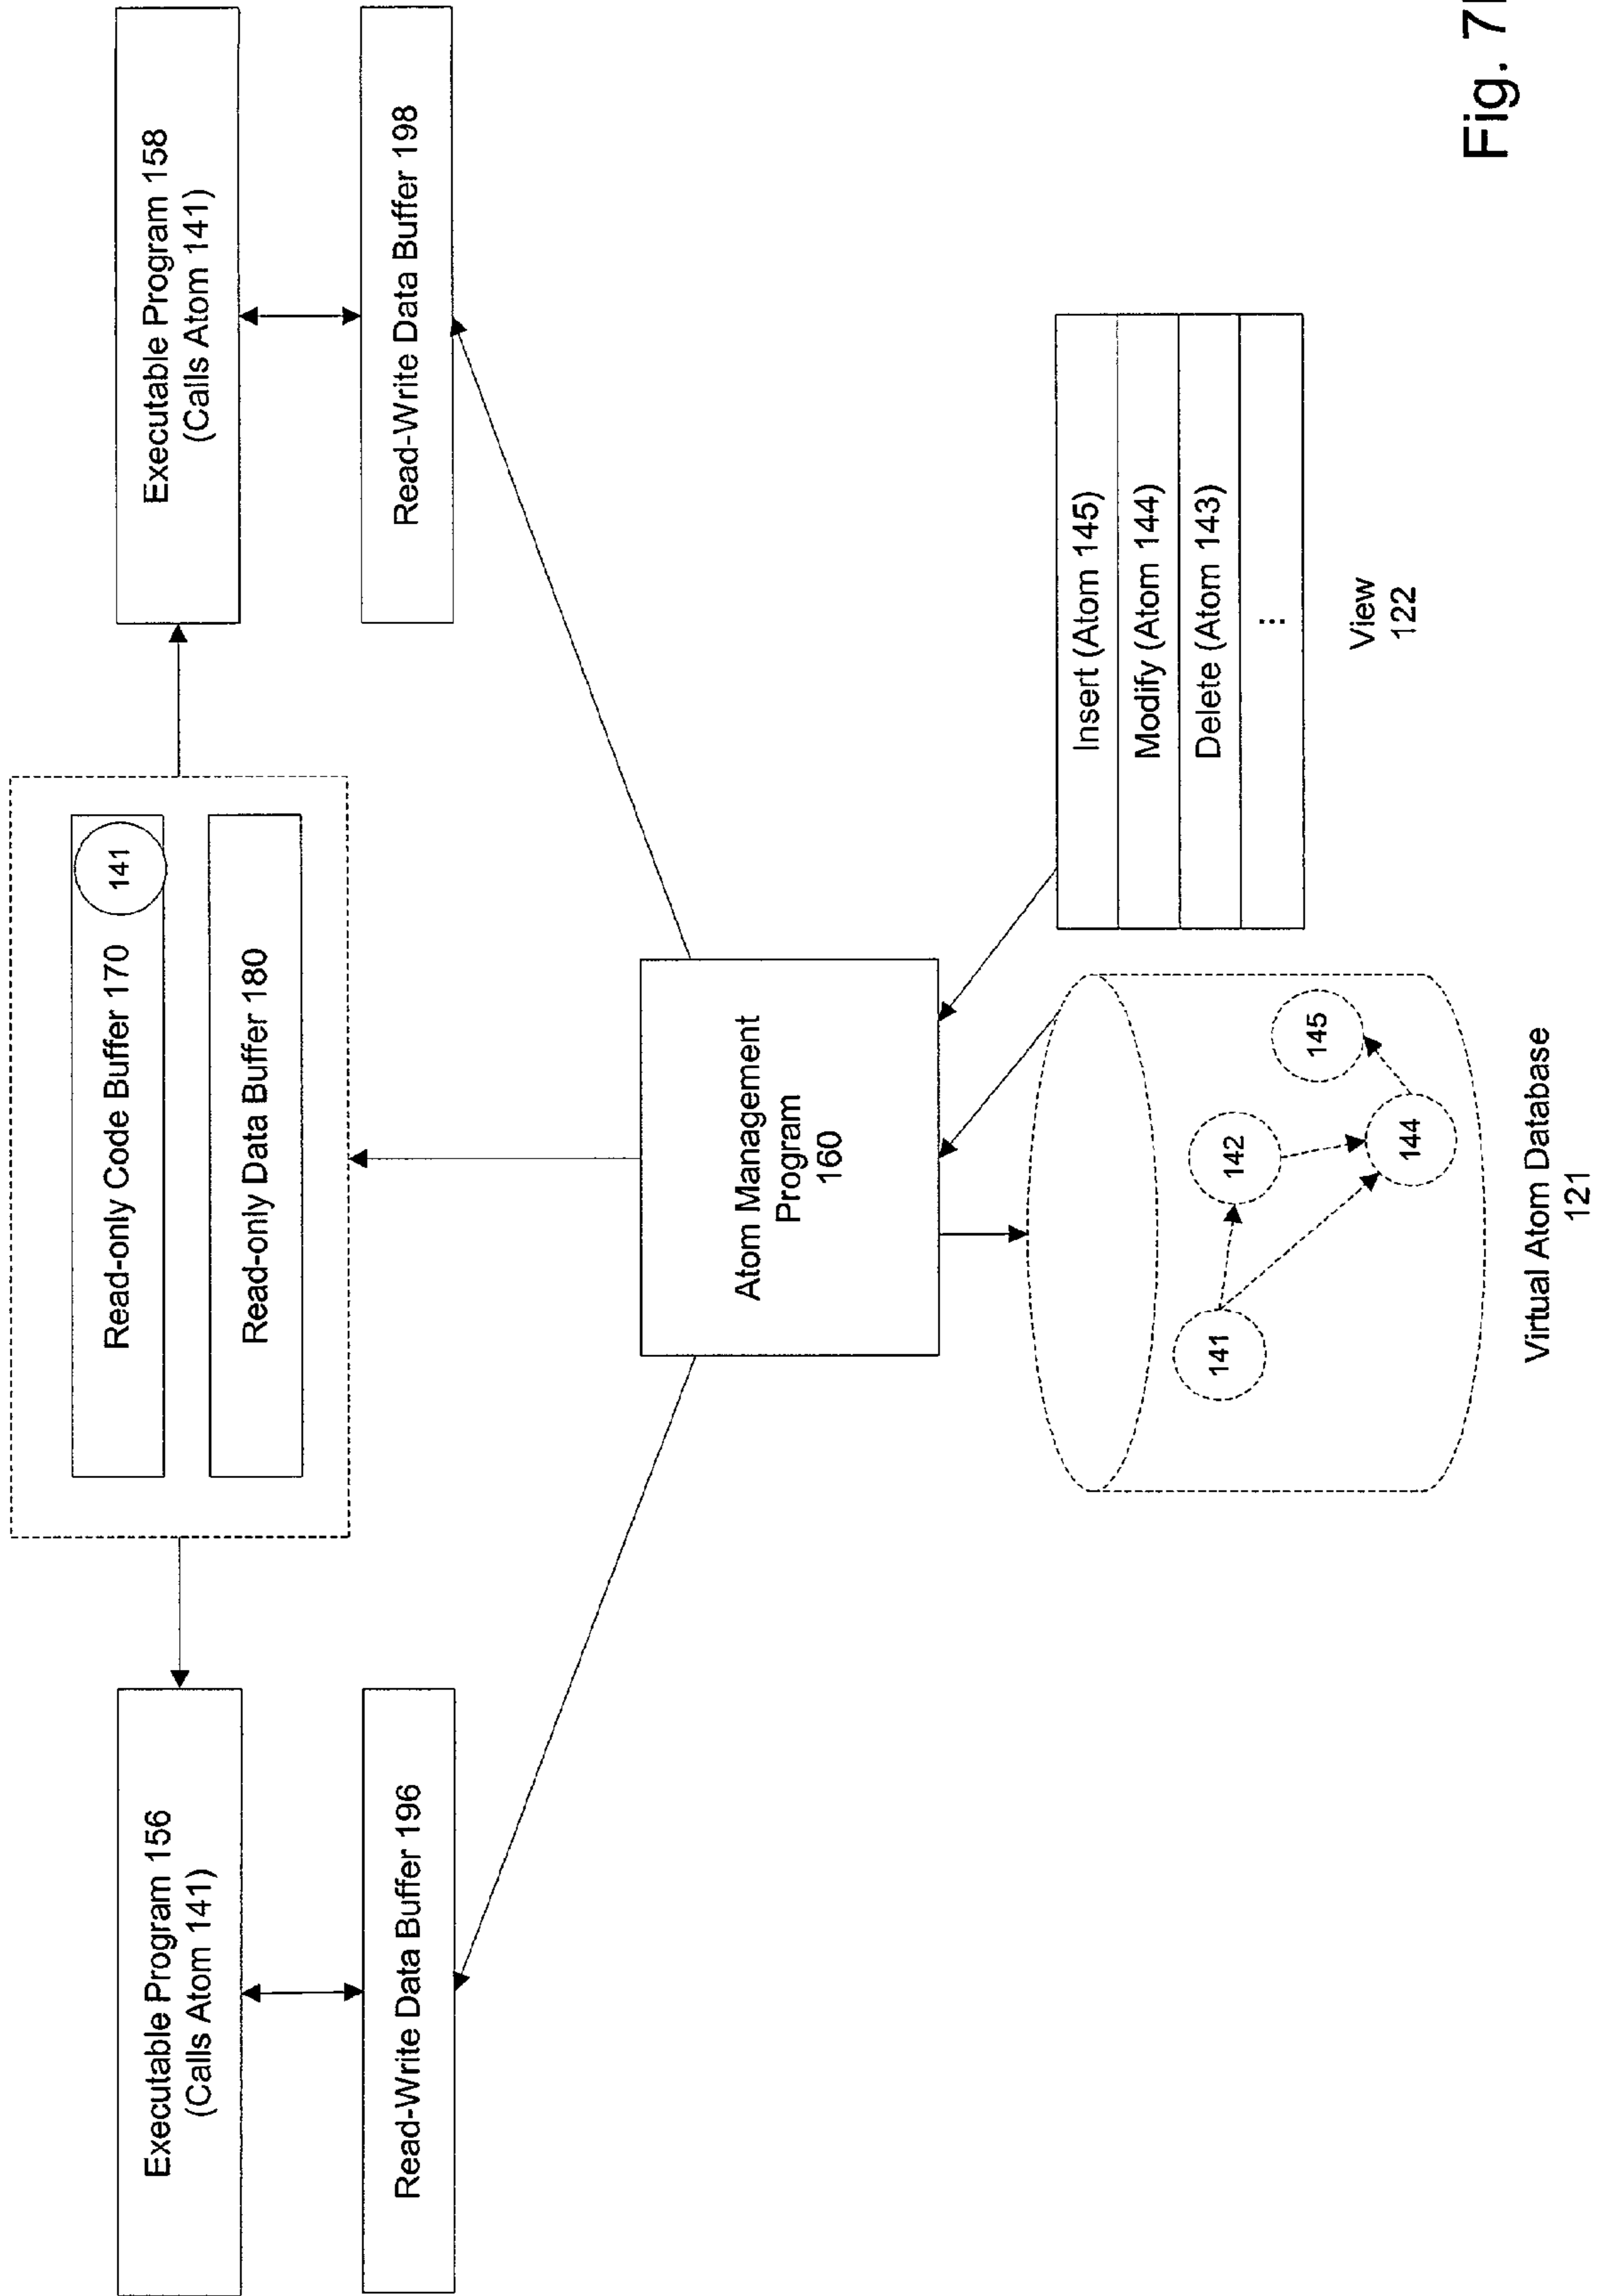 Executable Program 156
(Calls Atom 141)
Read-Write Data Buffer 196
Read-only Code Buffer 170
141
Read-only Data Buffer 180
Executable Program 158
(Calls Atom 141)
Read-Write Data Buffer 198
Atom Management
Program
160
141
142
144
145
Virtual Atom Database
121
Insert (Atom 145)
Modify (Atom 144)
Delete (Atom 143)
...
View
122
Fig. 7